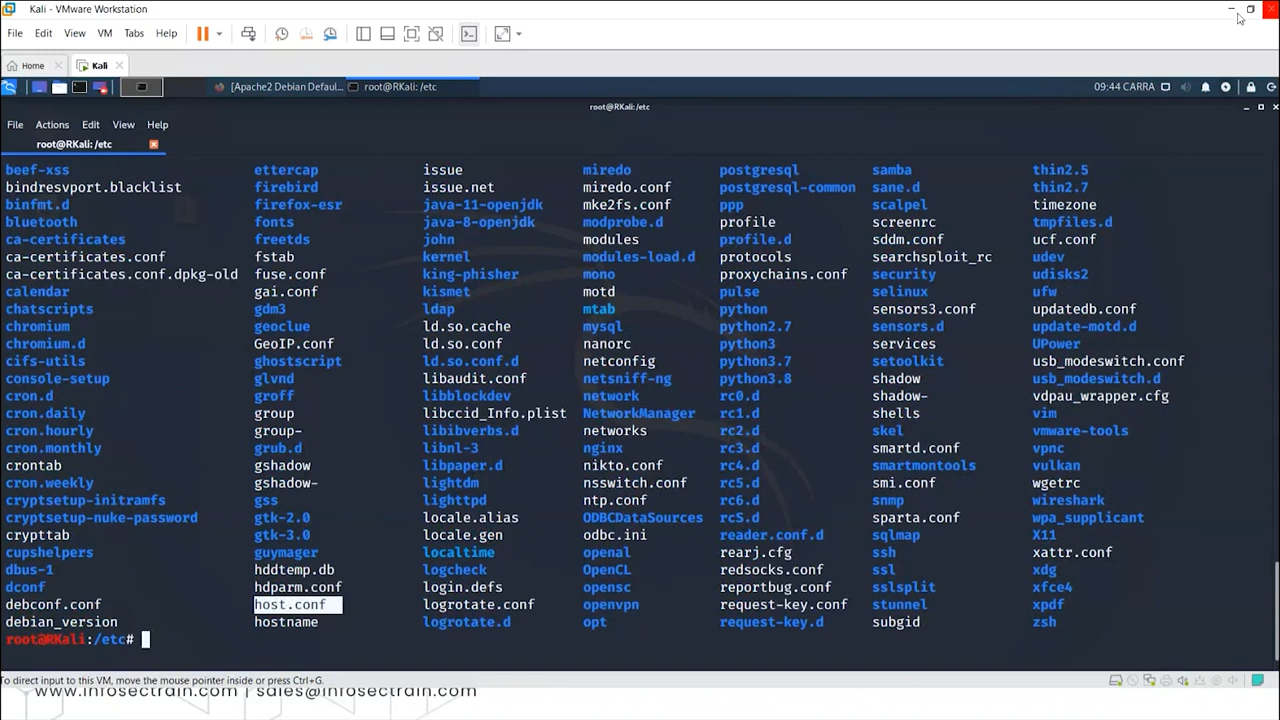 Kali - VMware Workstation
File Edit View VM Tabs Help
Home Kali
[Apache2 Debian Defaul... root@RKali: /etc 09:44 CARRA
root@RKali: /etc
File Actions Edit View Help
root@RKali: /etc
beef-xss ettercap issue miredo postgresql samba thin2.5
bindresvport.blacklist firebird issue.net miredo.conf postgresql-common sane.d thin2.7
binfmt.d firefox-esr java-11-openjdk mke2fs.conf ppp scalpel timezone
bluetooth fonts java-8-openjdk modprobe.d profile screenrc tmpfiles.d
ca-certificates freetds john modules profile.d sddm.conf ucf.conf
ca-certificates.conf fstab kernel modules-load.d protocols searchsploit_rc udev
ca-certificates.conf.dpkg-old fuse.conf king-phisher mono proxychains.conf security udisks2
calendar gai.conf kismet motd pulse selinux ufw
chatscripts gdm3 ldap mtab python sensors3.conf updatedb.conf
chromium geoclue ld.so.cache mysql python2.7 sensors.d update-motd.d
chromium.d GeoIP.conf ld.so.conf nanorc python3 services UPower
cifs-utils ghostscript ld.so.conf.d netconfig python3.7 setoolkit usb_modeswitch.conf
console-setup glvnd libaudit.conf netsniff-ng python3.8 shadow usb_modeswitch.d
cron.d groff libblockdev network rc0.d shadow- vdpau_wrapper.cfg
cron.daily group libccid_Info.plist NetworkManager rc1.d shells vim
cron.hourly group- libibverbs.d networks rc2.d skel vmware-tools
cron.monthly grub.d libnl-3 nginx rc3.d smartd.conf vpnc
crontab gshadow libpaper.d nikto.conf rc4.d smartmontools vulkan
cron.weekly gshadow- lightdm nsswitch.conf rc5.d smi.conf wgetrc
cryptsetup-initramfs gss lighttpd ntp.conf rc6.d snmp wireshark
cryptsetup-nuke-password gtk-2.0 locale.alias ODBCDataSources rcS.d sparta.conf wpa_supplicant
crypttab gtk-3.0 locale.gen odbc.ini reader.conf.d sqlmap X11
cupshelpers guymager localtime openal rearj.cfg ssh xattr.conf
dbus-1 hddtemp.db logcheck OpenCL redsocks.conf ssl xdg
dconf hdparm.conf login.defs opensc reportbug.conf sslsplit xfce4
debconf.conf host.conf logrotate.conf openvpn request-key.conf stunnel xpdf
debian_version hostname logrotate.d opt request-key.d subgid zsh
root@RKali:/etc#
To direct input to this VM, move the mouse pointer inside or press Ctrl+G.
www.infosectrain.com | sales@infosectrain.com